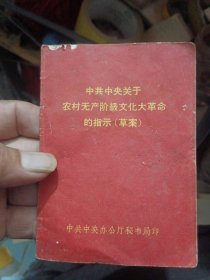 中共中央关于
农村无产阶级文化大革命
的指示(草案)
中共中央办公厅秘书局印